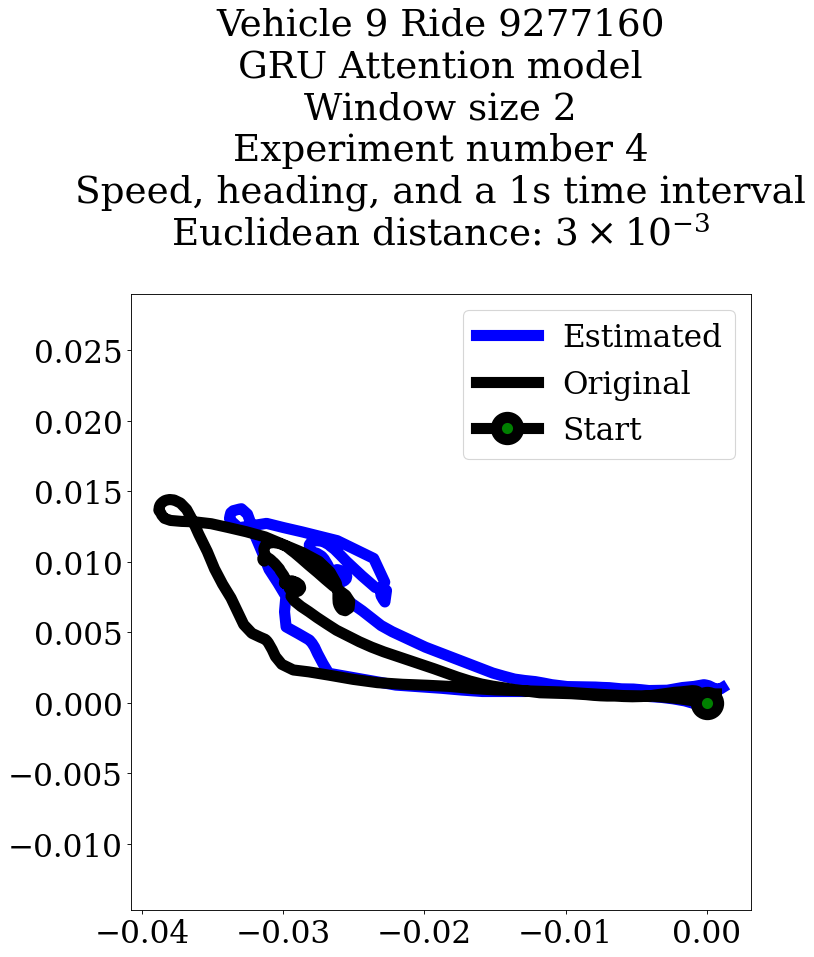 Vehicle 9 Ride 9277160
GRU Attention model
Window size 2
Experiment number 4
Speed, heading, and a 1s time interval
Euclidean distance: 3 × 10⁻³
Estimated
Original
Start
0.025
0.020
0.015
0.010
0.005
0.000
−0.005
−0.010
−0.04 −0.03 −0.02 −0.01 0.00